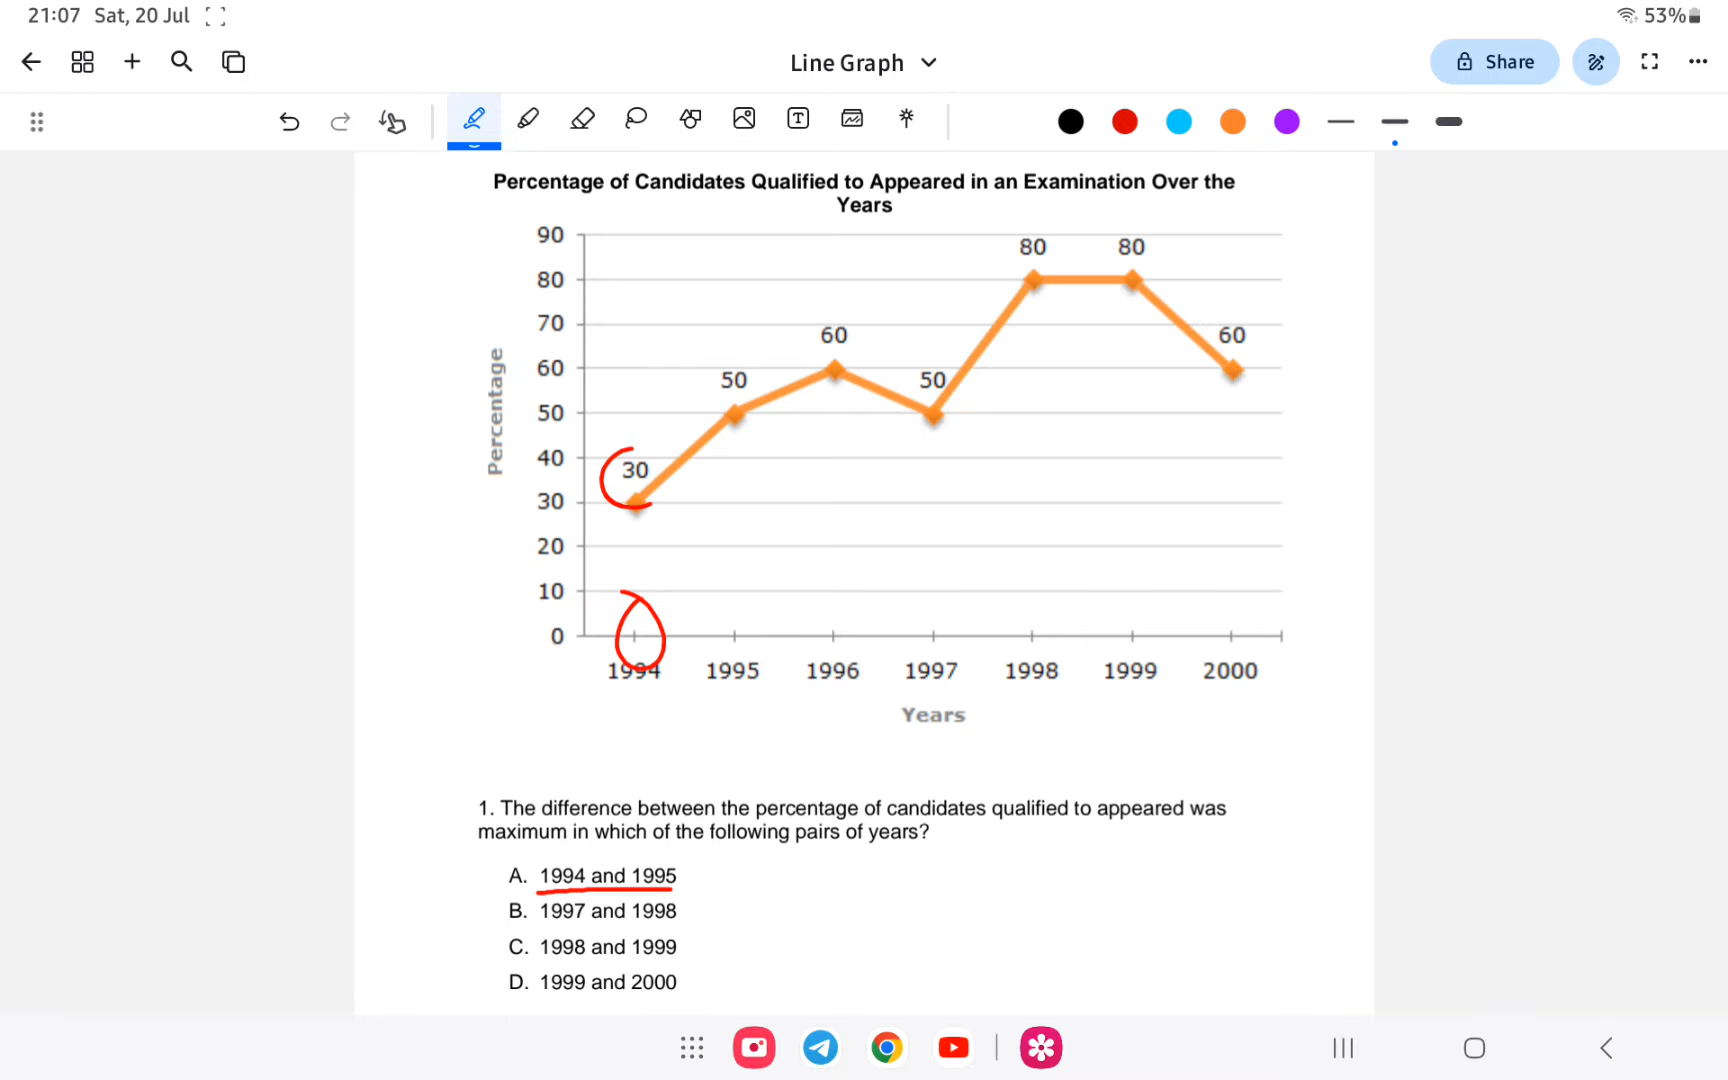 21:07 Sat, 20 Jul
53%
Line Graph
Share
Percentage of Candidates Qualified to Appeared in an Examination Over the
Years
90
80
70
60
50
40
30
20
10
0
Percentage
30
50
60
50
80
80
60
1994 1995 1996 1997 1998 1999 2000
Years
1. The difference between the percentage of candidates qualified to appeared was
maximum in which of the following pairs of years?
A. 1994 and 1995
B. 1997 and 1998
C. 1998 and 1999
D. 1999 and 2000